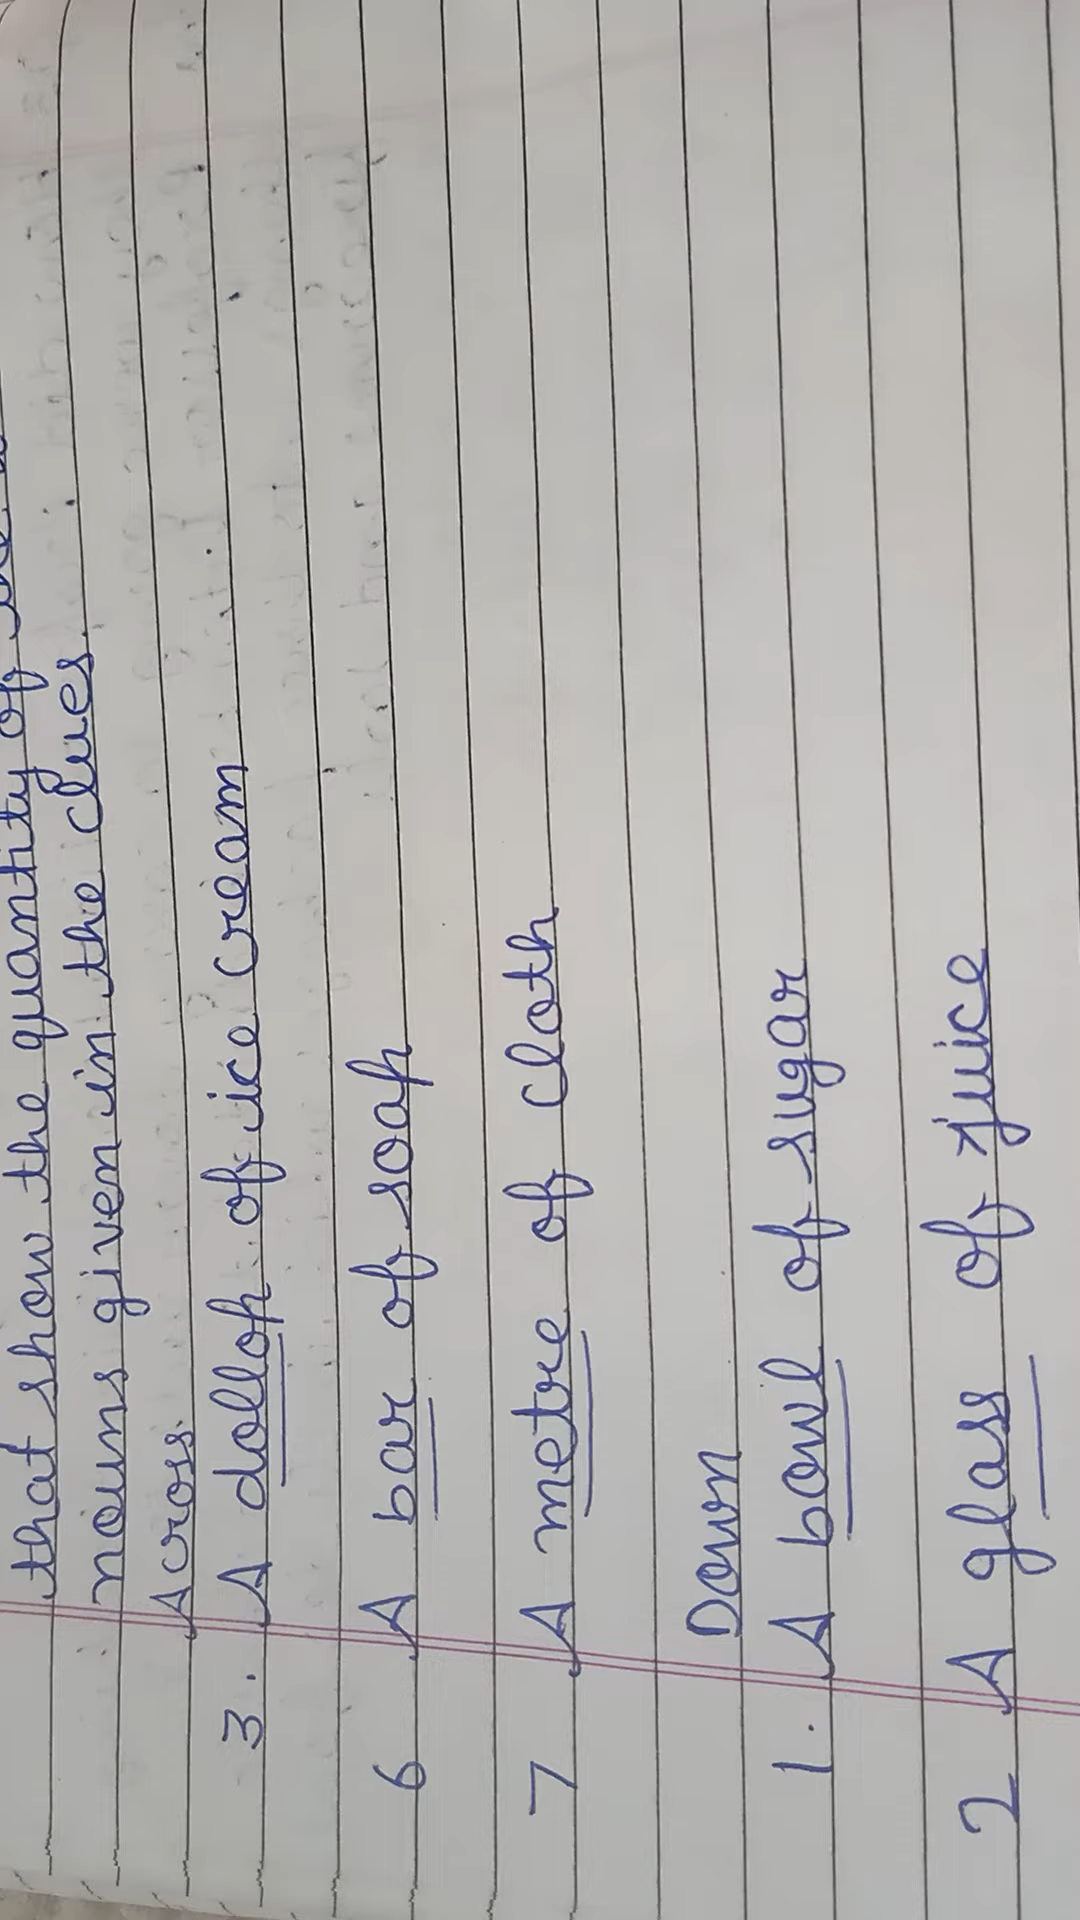 that show the quantity of the
nouns given in the clues.
Across
3. A dollop of ice cream
6 A bar of soap
7 A metre of cloth
Down
1. A bowl of sugar
2 A glass of juice